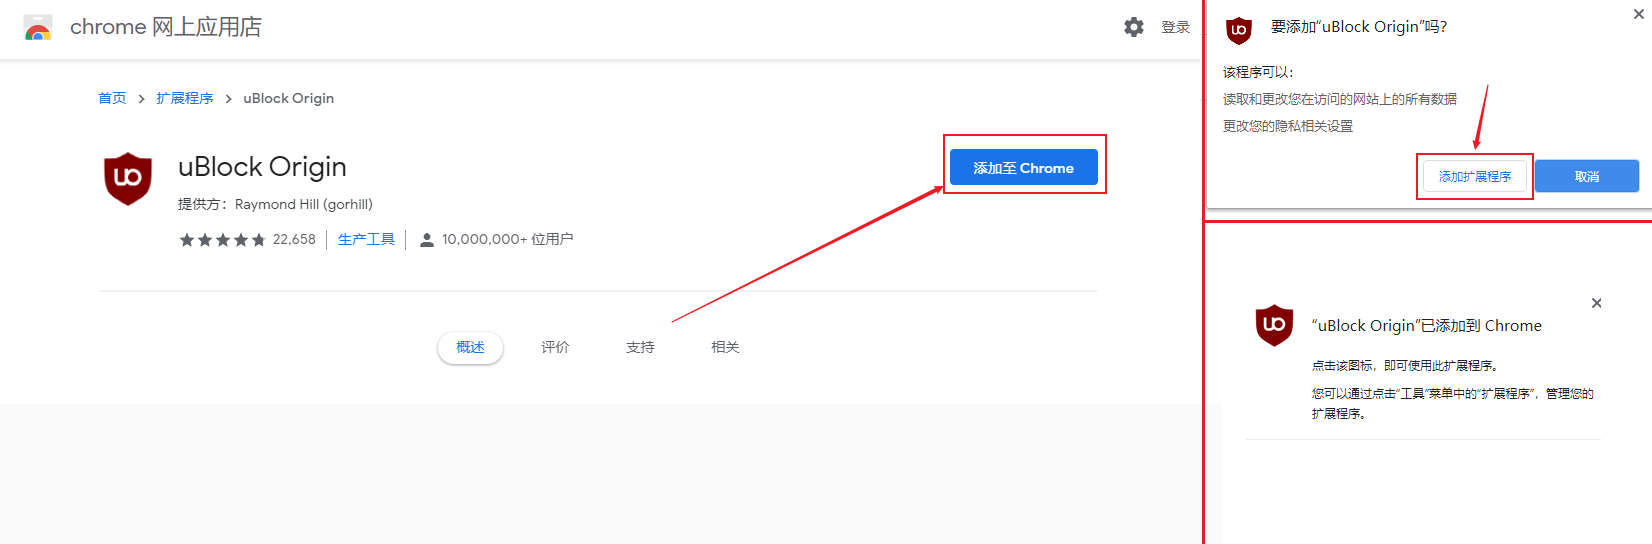 chrome 网上应用店
登录
首页 > 扩展程序 > uBlock Origin
uBlock Origin
添加至 Chrome
提供方：Raymond Hill (gorhill)
22,658 生产工具 10,000,000+ 位用户
概述 评价 支持 相关
要添加“uBlock Origin”吗？
该程序可以：
读取和更改您在访问的网站上的所有数据
更改您的隐私相关设置
添加扩展程序 取消
“uBlock Origin”已添加到 Chrome
点击该图标，即可使用此扩展程序。
您可以通过点击“工具”菜单中的“扩展程序”，管理您的
扩展程序。